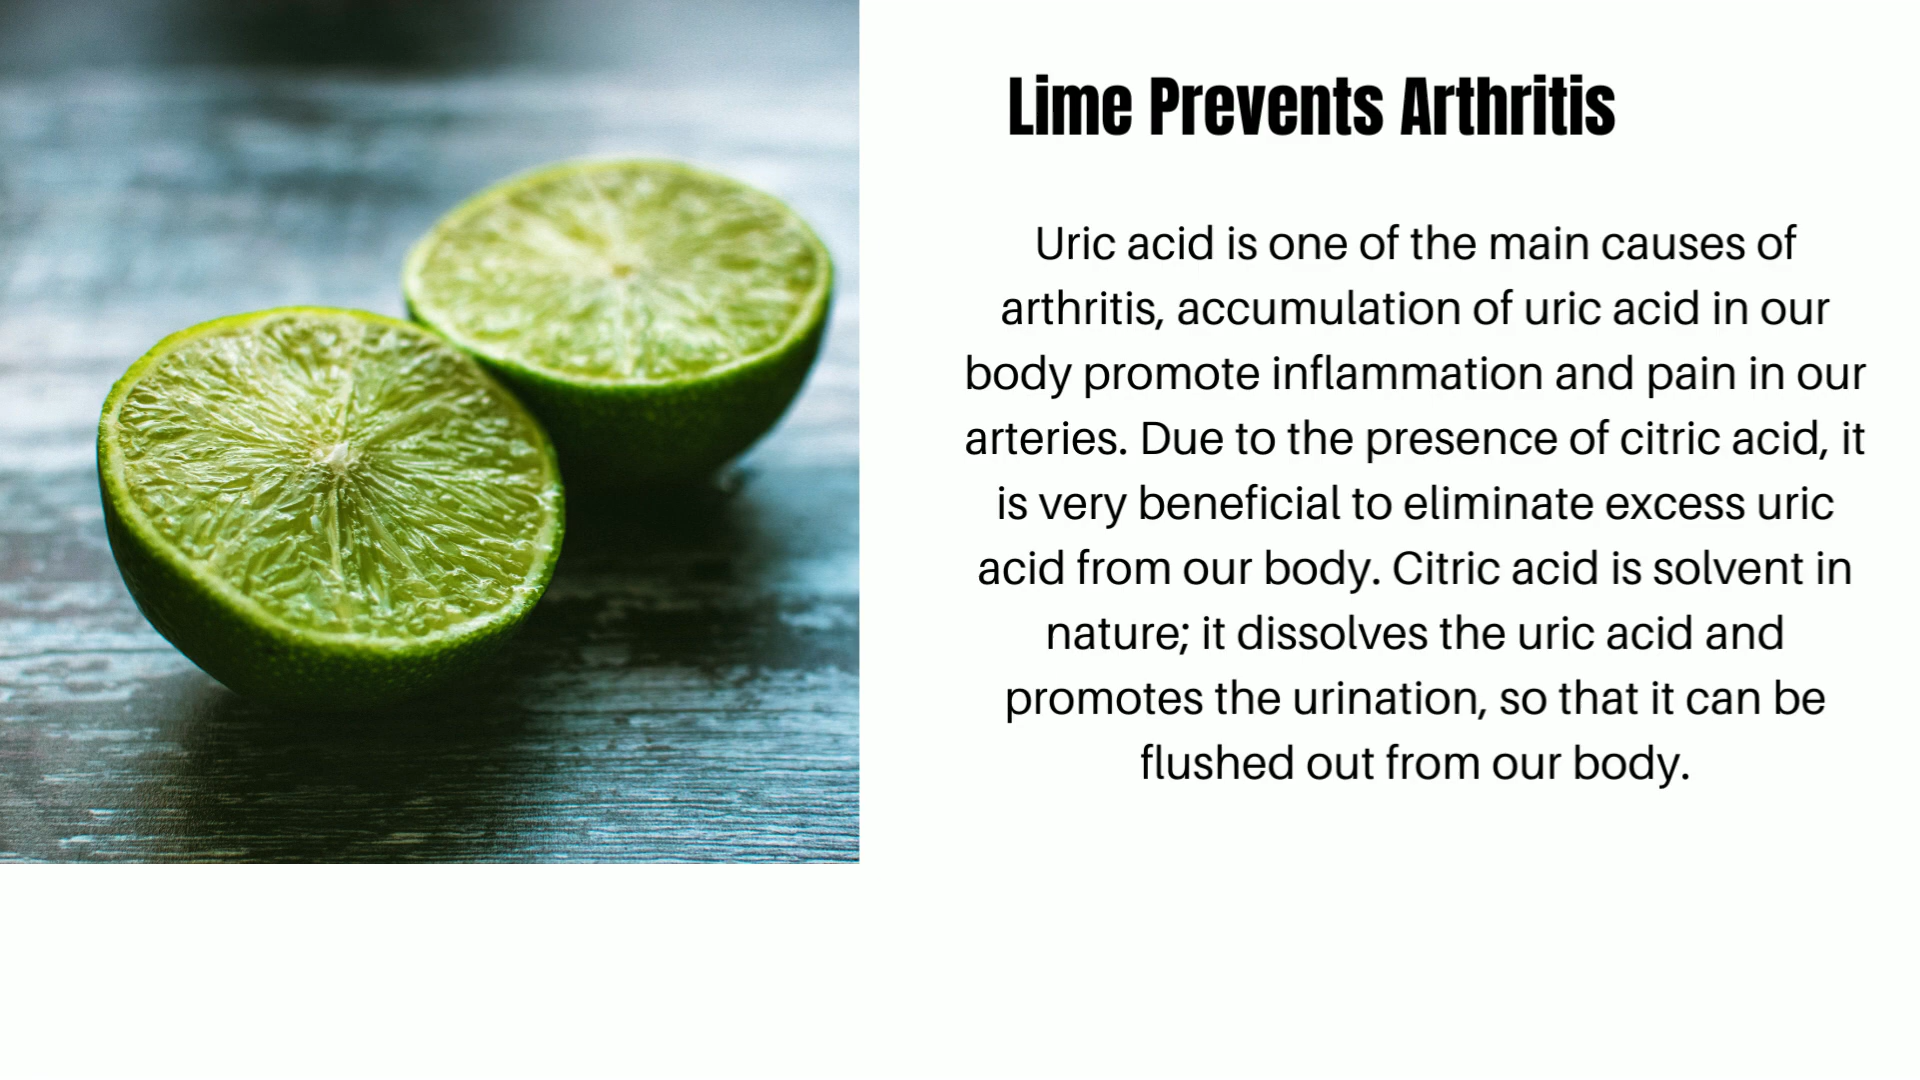 Lime Prevents Arthritis
Uric acid is one of the main causes of
arthritis, accumulation of uric acid in our
body promote inflammation and pain in our
arteries. Due to the presence of citric acid, it
is very beneficial to eliminate excess uric
acid from our body. Citric acid is solvent in
nature; it dissolves the uric acid and
promotes the urination, so that it can be
flushed out from our body.